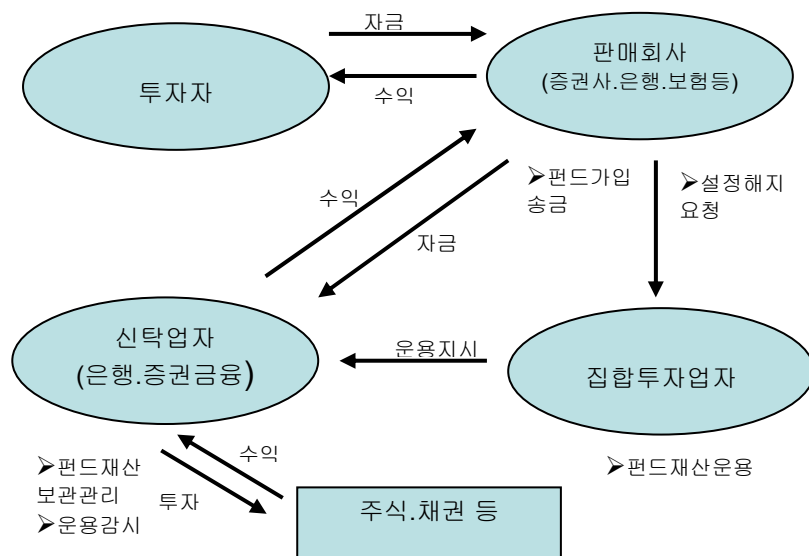 자금
투자자
판매회사
(증권사.은행.보험등)
수익
➢펀드가입
송금
➢설정해지
요청
수익
자금
신탁업자
(은행.증권금융)
운용지시
집합투자업자
➢펀드재산
보관관리
➢운용감시
수익
투자
➢펀드재산운용
주식.채권 등